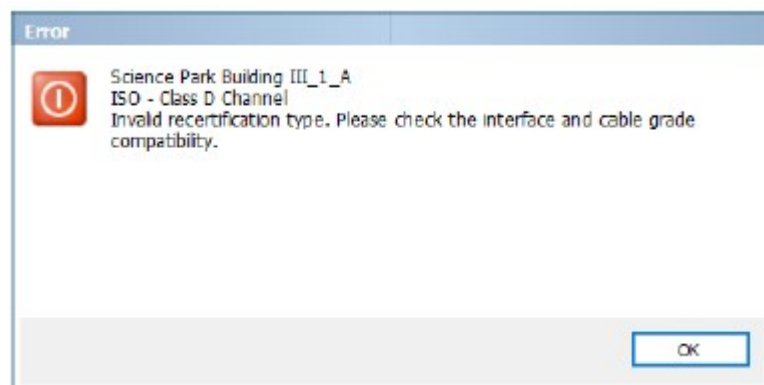 Error
Science Park Building III_1_A
ISO - Class D Channel
Invalid recertification type. Please check the interface and cable grade
compatibility.
OK